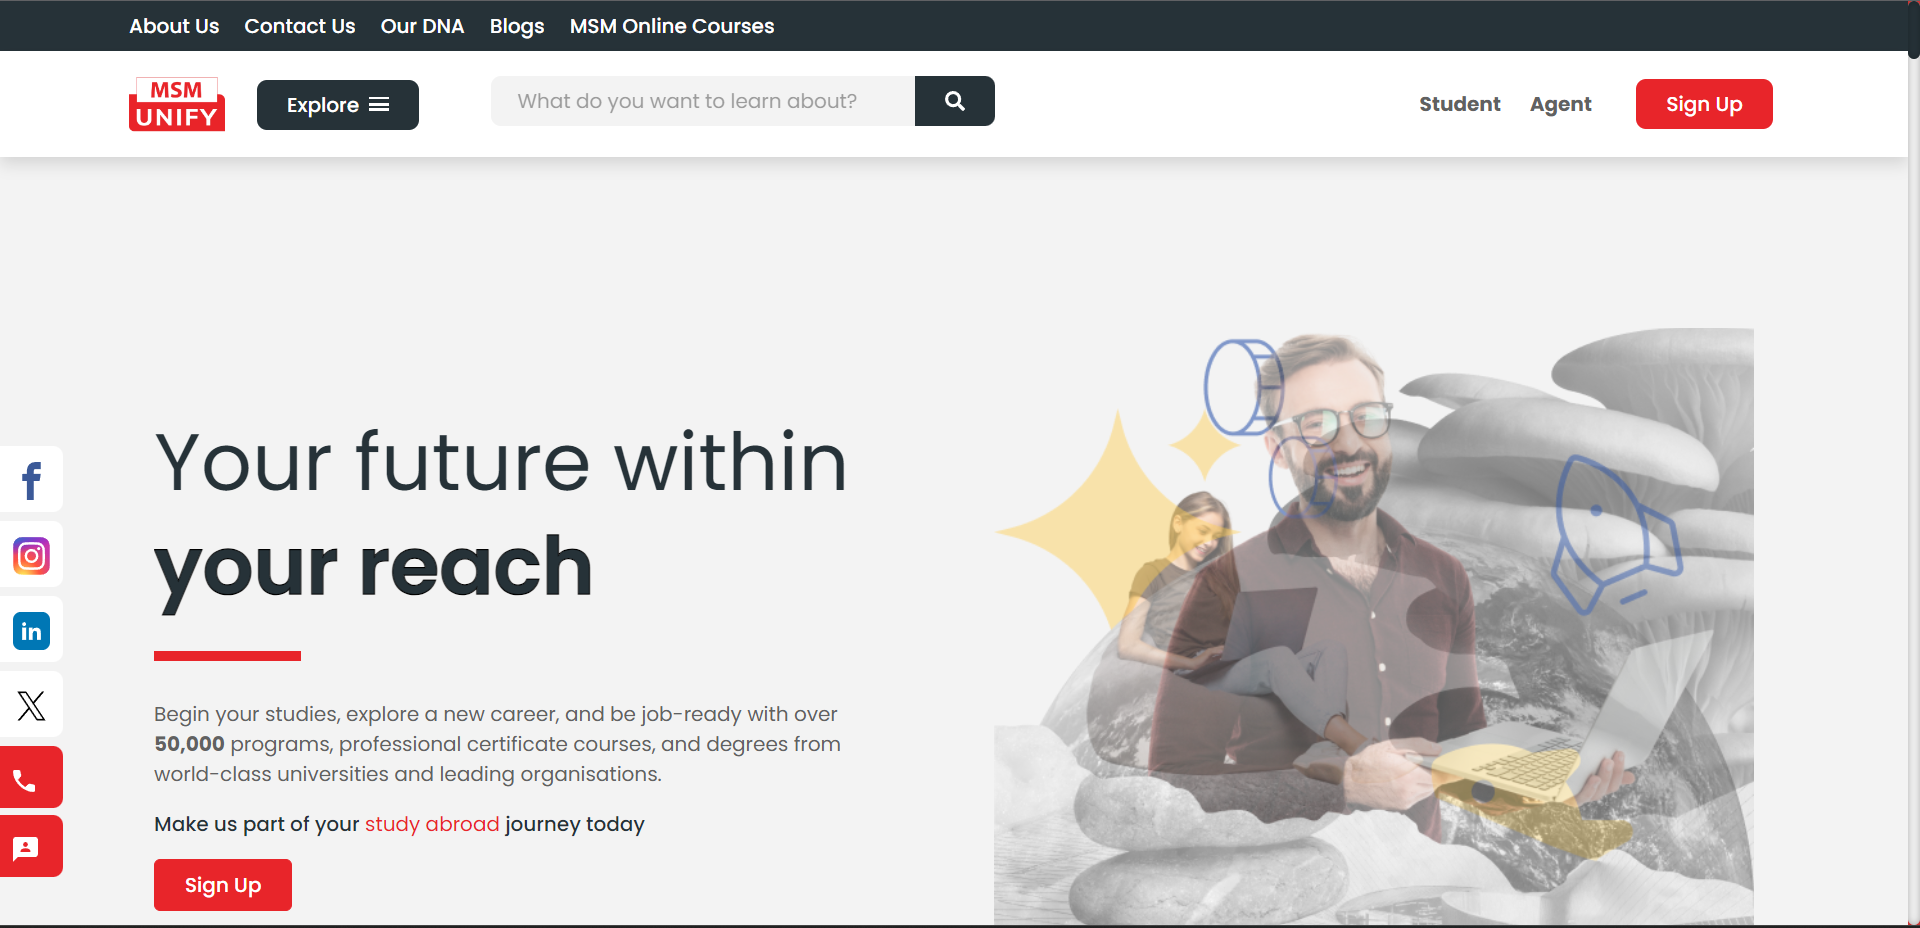 About Us Contact Us Our DNA Blogs MSM Online Courses
MSM
UNIFY
Explore
What do you want to learn about?
Student Agent Sign Up
Your future within
your reach
Begin your studies, explore a new career, and be job-ready with over
50,000 programs, professional certificate courses, and degrees from
world-class universities and leading organisations.
Make us part of your study abroad journey today
Sign Up
f
in
X